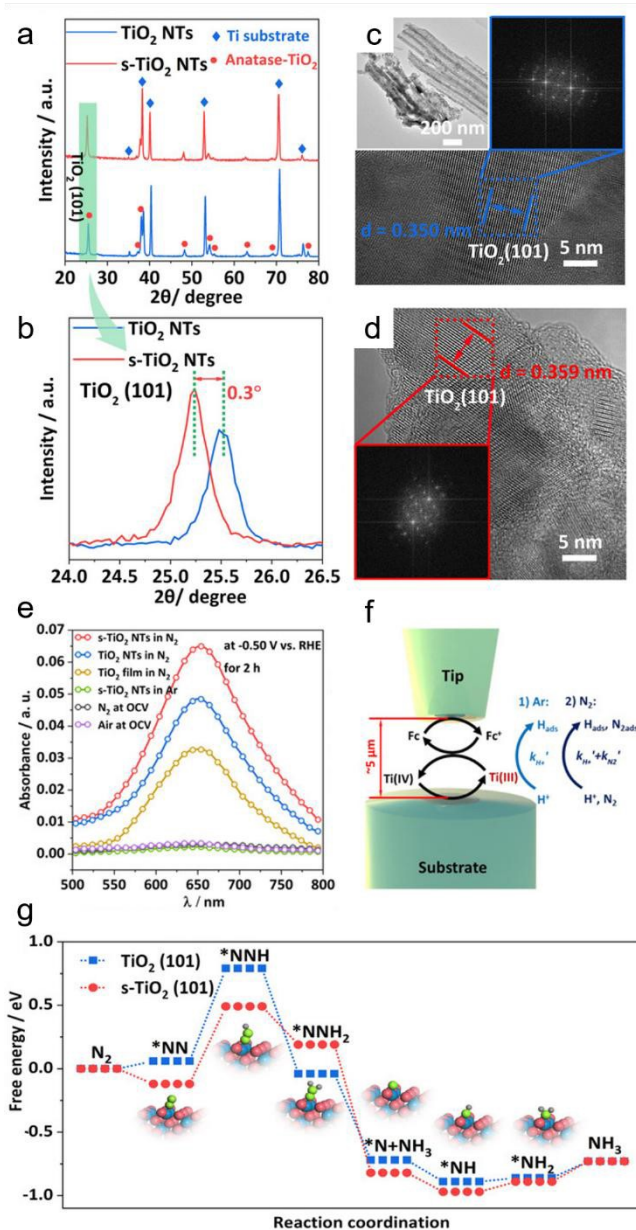 a
TiO2 NTs
s-TiO2 NTs
Ti substrate
Anatase-TiO2
Intensity / a.u.
TiO2 (101)
20 30 40 50 60 70 80
2θ/ degree
b
TiO2 NTs
s-TiO2 NTs
TiO2 (101)
0.3°
Intensity / a.u.
24.0 24.5 25.0 25.5 26.0 26.5
2θ/ degree
c
200 nm
d = 0.350 nm
TiO2(101)
5 nm
d
d = 0.359 nm
TiO2(101)
5 nm
e
s-TiO2 NTs in N2
TiO2 NTs in N2
TiO2 film in N2
s-TiO2 NTs in Ar
N2 at OCV
Air at OCV
at -0.50 V vs. RHE
for 2 h
Absorbance / a. u.
0.07
0.06
0.05
0.04
0.03
0.02
0.01
0.00
500 550 600 650 700 750 800
λ / nm
f
Tip
~5 μm
Fc
Fc+
Ti(IV)
Ti(III)
Substrate
1) Ar:
Hads
kH+'
H+
2) N2:
Hads, N2ads
kH+'+kN2'
H+, N2
g
TiO2 (101)
s-TiO2 (101)
Free energy / eV
1.0
0.5
0.0
-0.5
-1.0
N2
*NN
*NNH
*NNH2
*N+NH3
*NH
*NH2
NH3
Reaction coordination